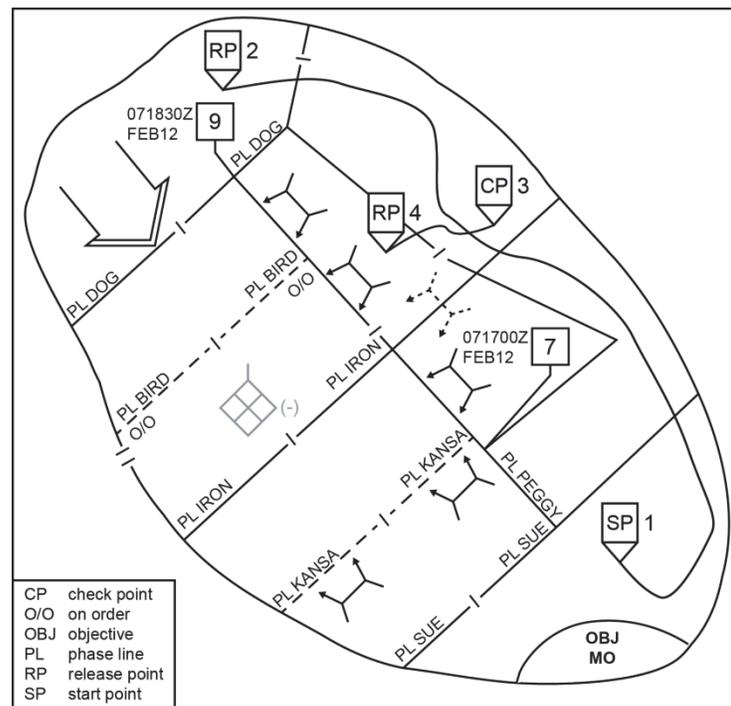 RP 2
071830Z
FEB12
9
PL DOG
CP 3
RP 4
PL DOG
PL BIRD
O/O
071700Z
FEB12
7
PL IRON
PL BIRD
O/O
(-)
PL KANSA
PL PEGGY
PL IRON
SP 1
PL SUE
PL KANSA
PL SUE
OBJ
MO
CP check point
O/O on order
OBJ objective
PL phase line
RP release point
SP start point